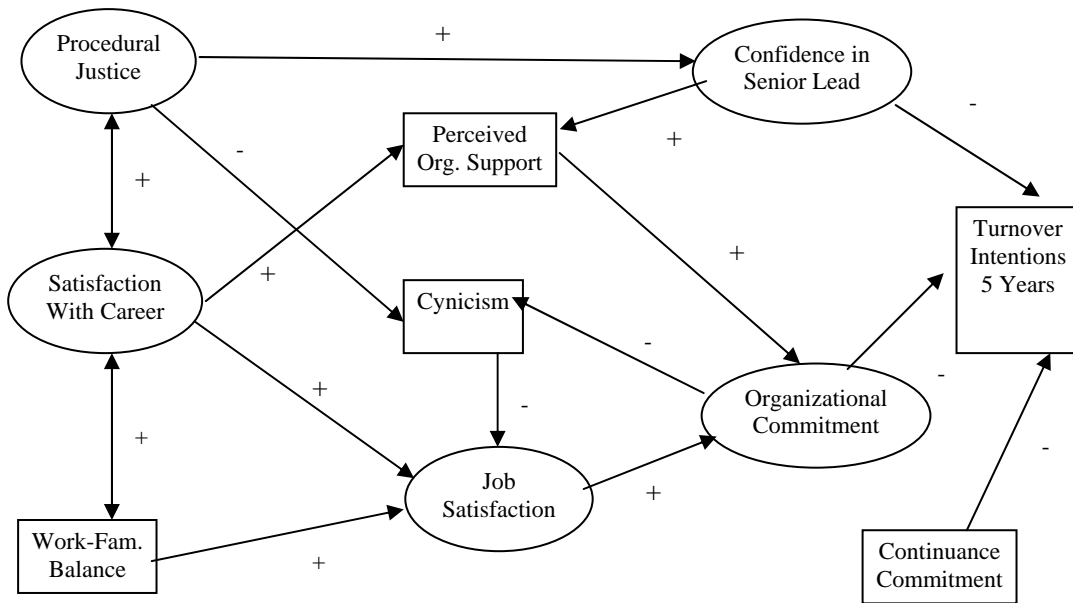 Procedural
Justice
+
Confidence in
Senior Lead
-
Perceived
Org. Support
+
-
+
Turnover
Intentions
5 Years
+
Satisfaction
With Career
+
Cynicism
-
+
-
Organizational
Commitment
-
+
-
Job
Satisfaction
+
Work-Fam.
Balance
+
Continuance
Commitment